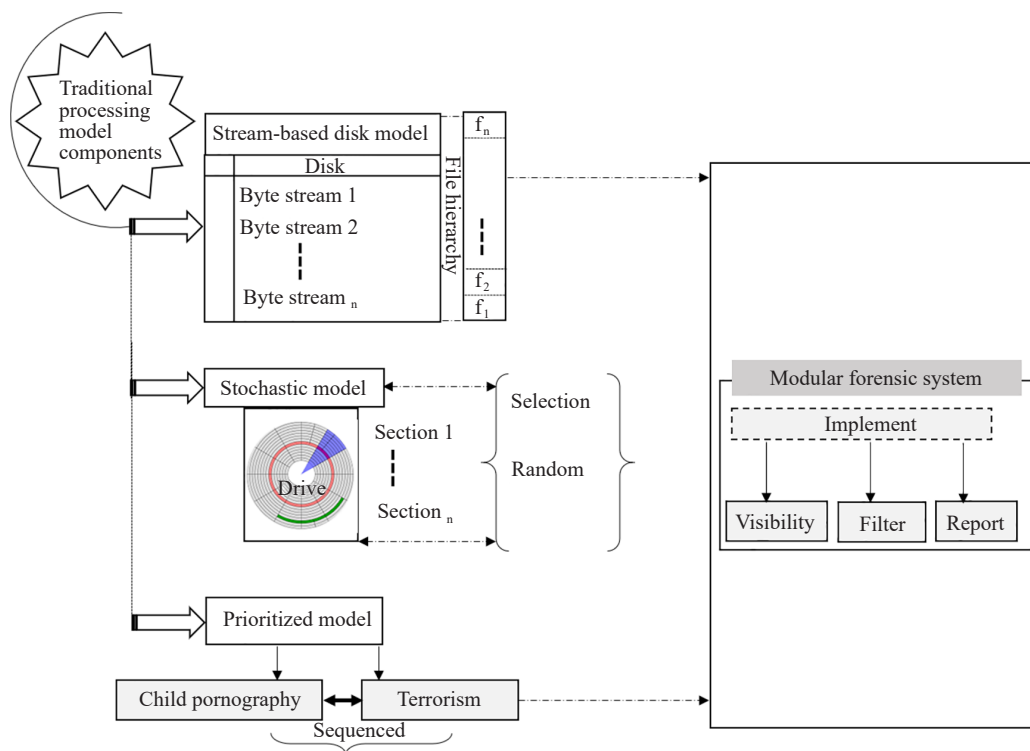 Traditional
processing
model
components
Stream-based disk model
Disk
Byte stream 1
Byte stream 2
Byte stream n
File hierarchy
fn
f2
f1
Stochastic model
Drive
Section 1
Section n
Selection
Random
Prioritized model
Child pornography
Terrorism
Sequenced
Modular forensic system
Implement
Visibility
Filter
Report